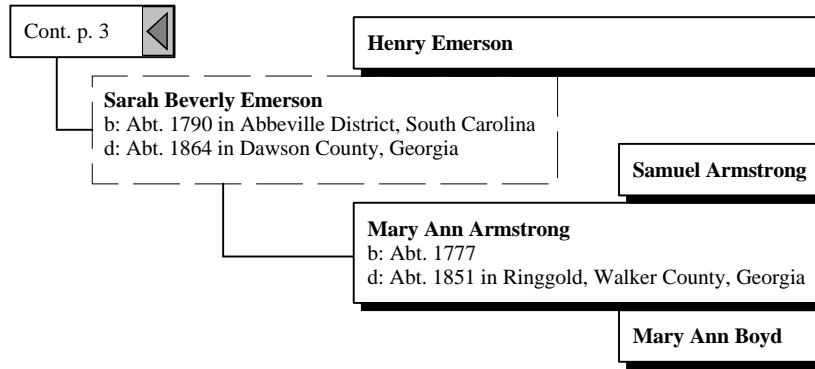 Cont. p. 3
Henry Emerson
Sarah Beverly Emerson
b: Abt. 1790 in Abbeville District, South Carolina
d: Abt. 1864 in Dawson County, Georgia
Samuel Armstrong
Mary Ann Armstrong
b: Abt. 1777
d: Abt. 1851 in Ringgold, Walker County, Georgia
Mary Ann Boyd